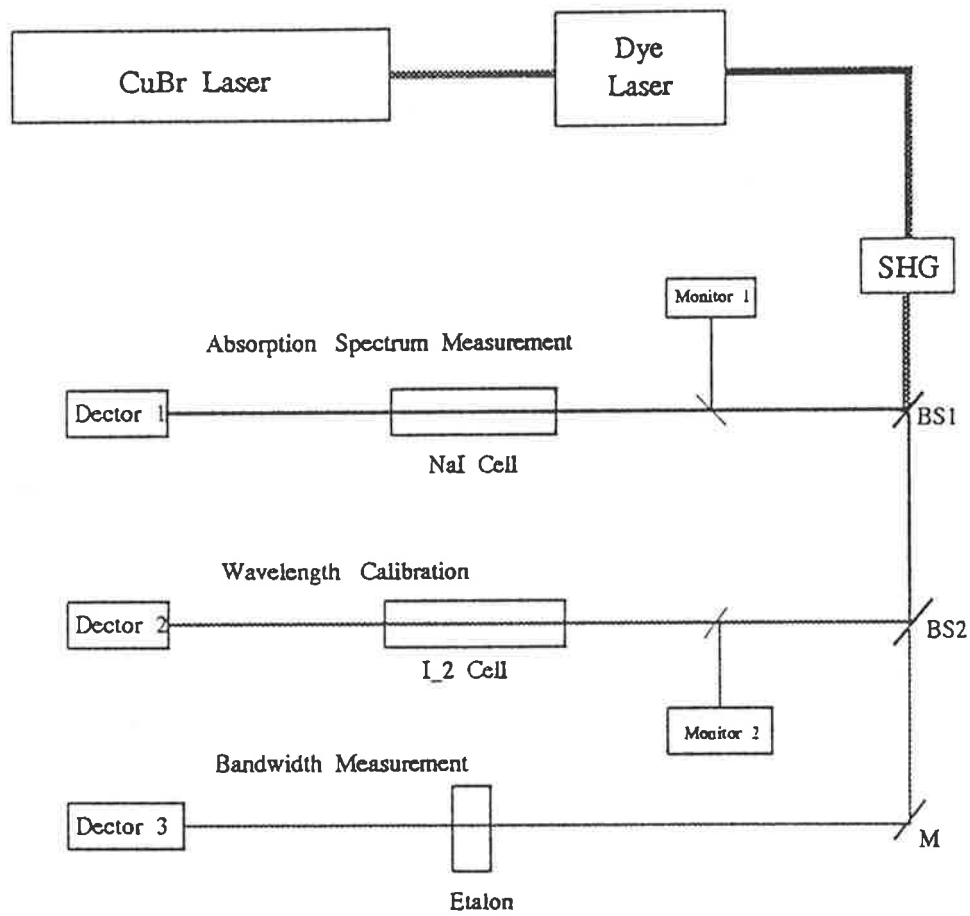 CuBr Laser
Dye
Laser
SHG
Monitor 1
Absorption Spectrum Measurement
Dector 1
BS1
NaI Cell
Wavelength Calibration
Dector 2
BS2
I_2 Cell
Monitor 2
Bandwidth Measurement
Dector 3
M
Etalon